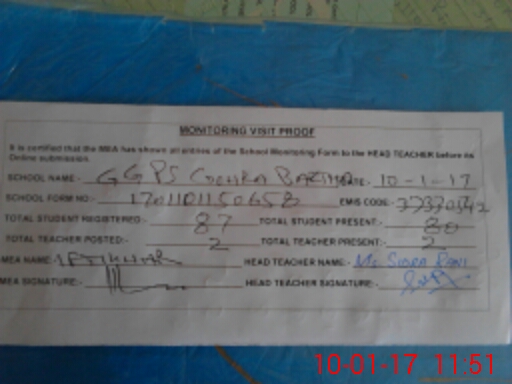 MONITORING VISIT PROOF
It is certified that the MEA has shown all entries of the School Monitoring Form to the HEAD TEACHER before its
Online submission.
SCHOOL NAME:- GGPS DATE: 10-1-17
SCHOOL FORM NO:- EMIS CODE:
TOTAL STUDENT REGISTERED:- 87 TOTAL STUDENT PRESENT:- 80
TOTAL TEACHER POSTED:- 2 TOTAL TEACHER PRESENT:- 2
MEA NAME: IFTIKHAR HEAD TEACHER NAME:- Ms SIDRA RANI
MEA SIGNATURE:- HEAD TEACHER SIGNATURE:-
10-01-17 11:51